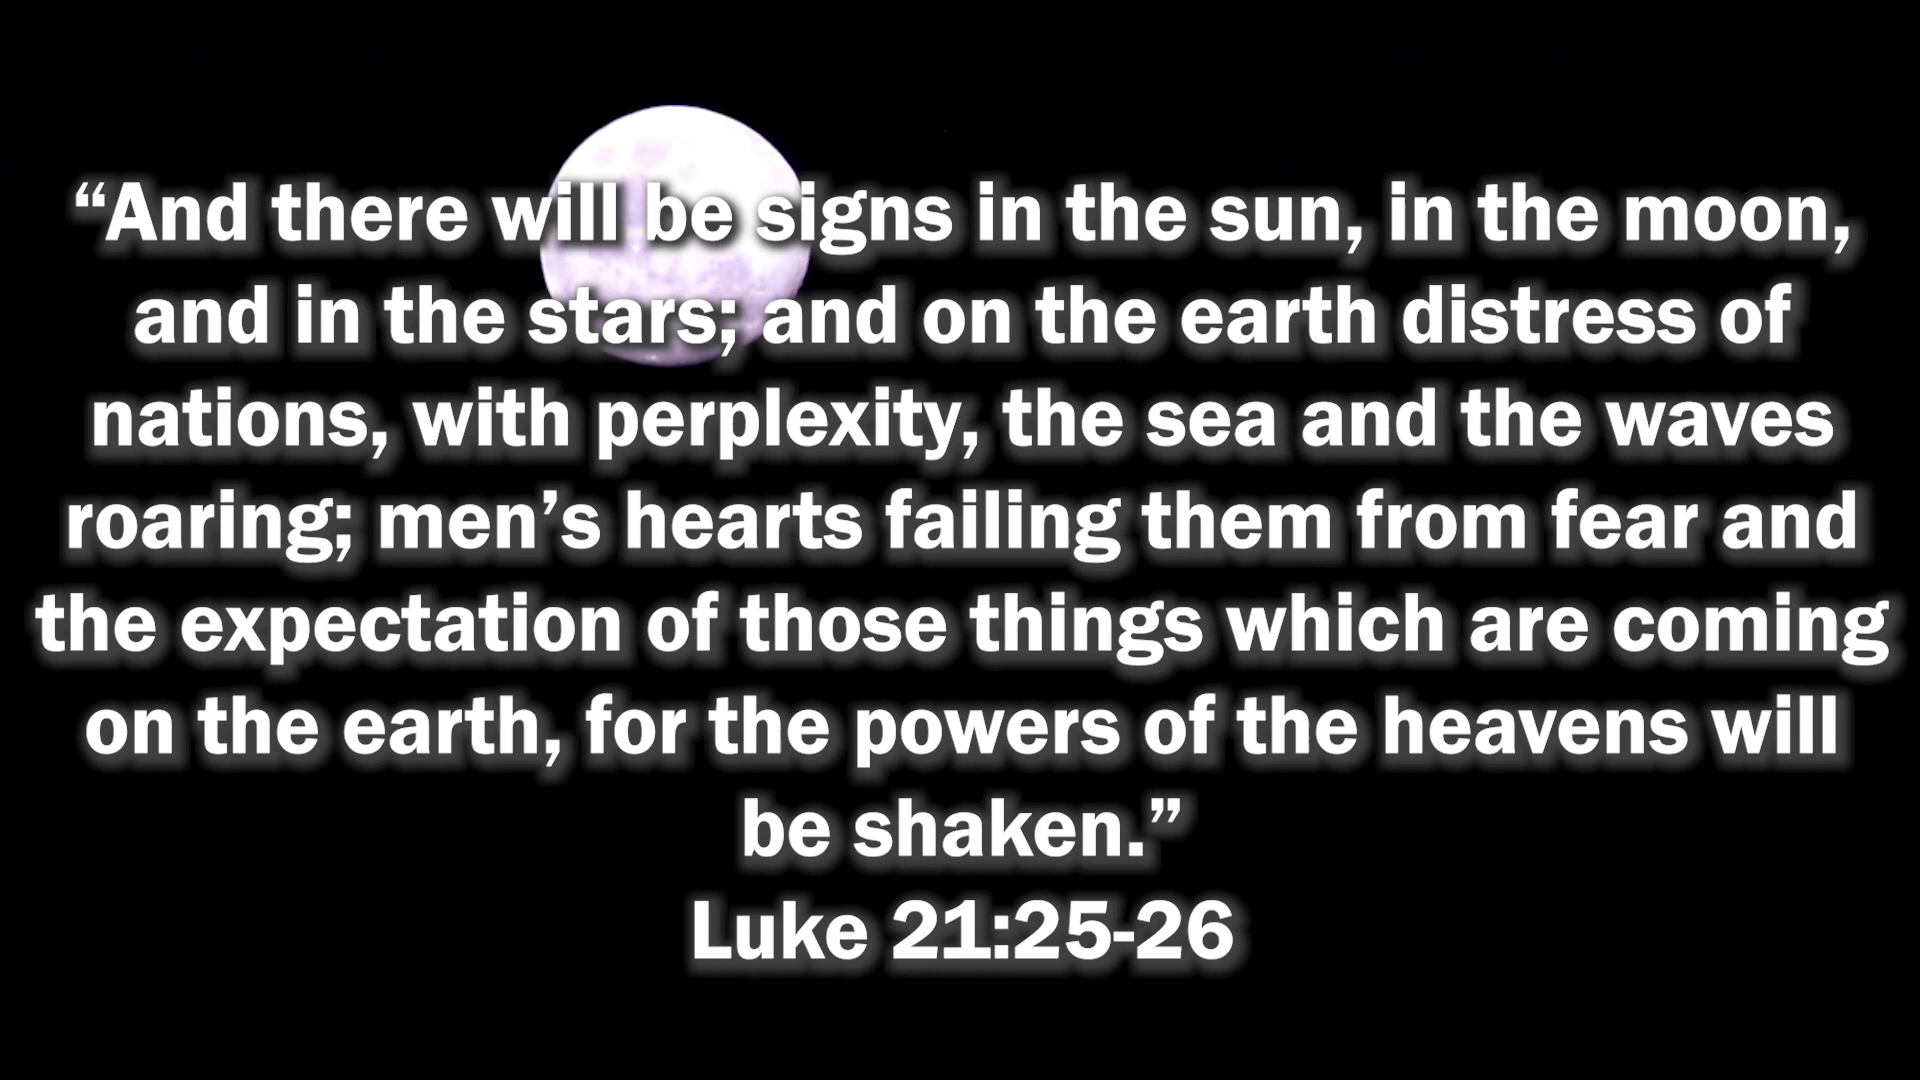 “And there will be signs in the sun, in the moon,
and in the stars; and on the earth distress of
nations, with perplexity, the sea and the waves
roaring; men’s hearts failing them from fear and
the expectation of those things which are coming
on the earth, for the powers of the heavens will
be shaken.”
Luke 21:25-26